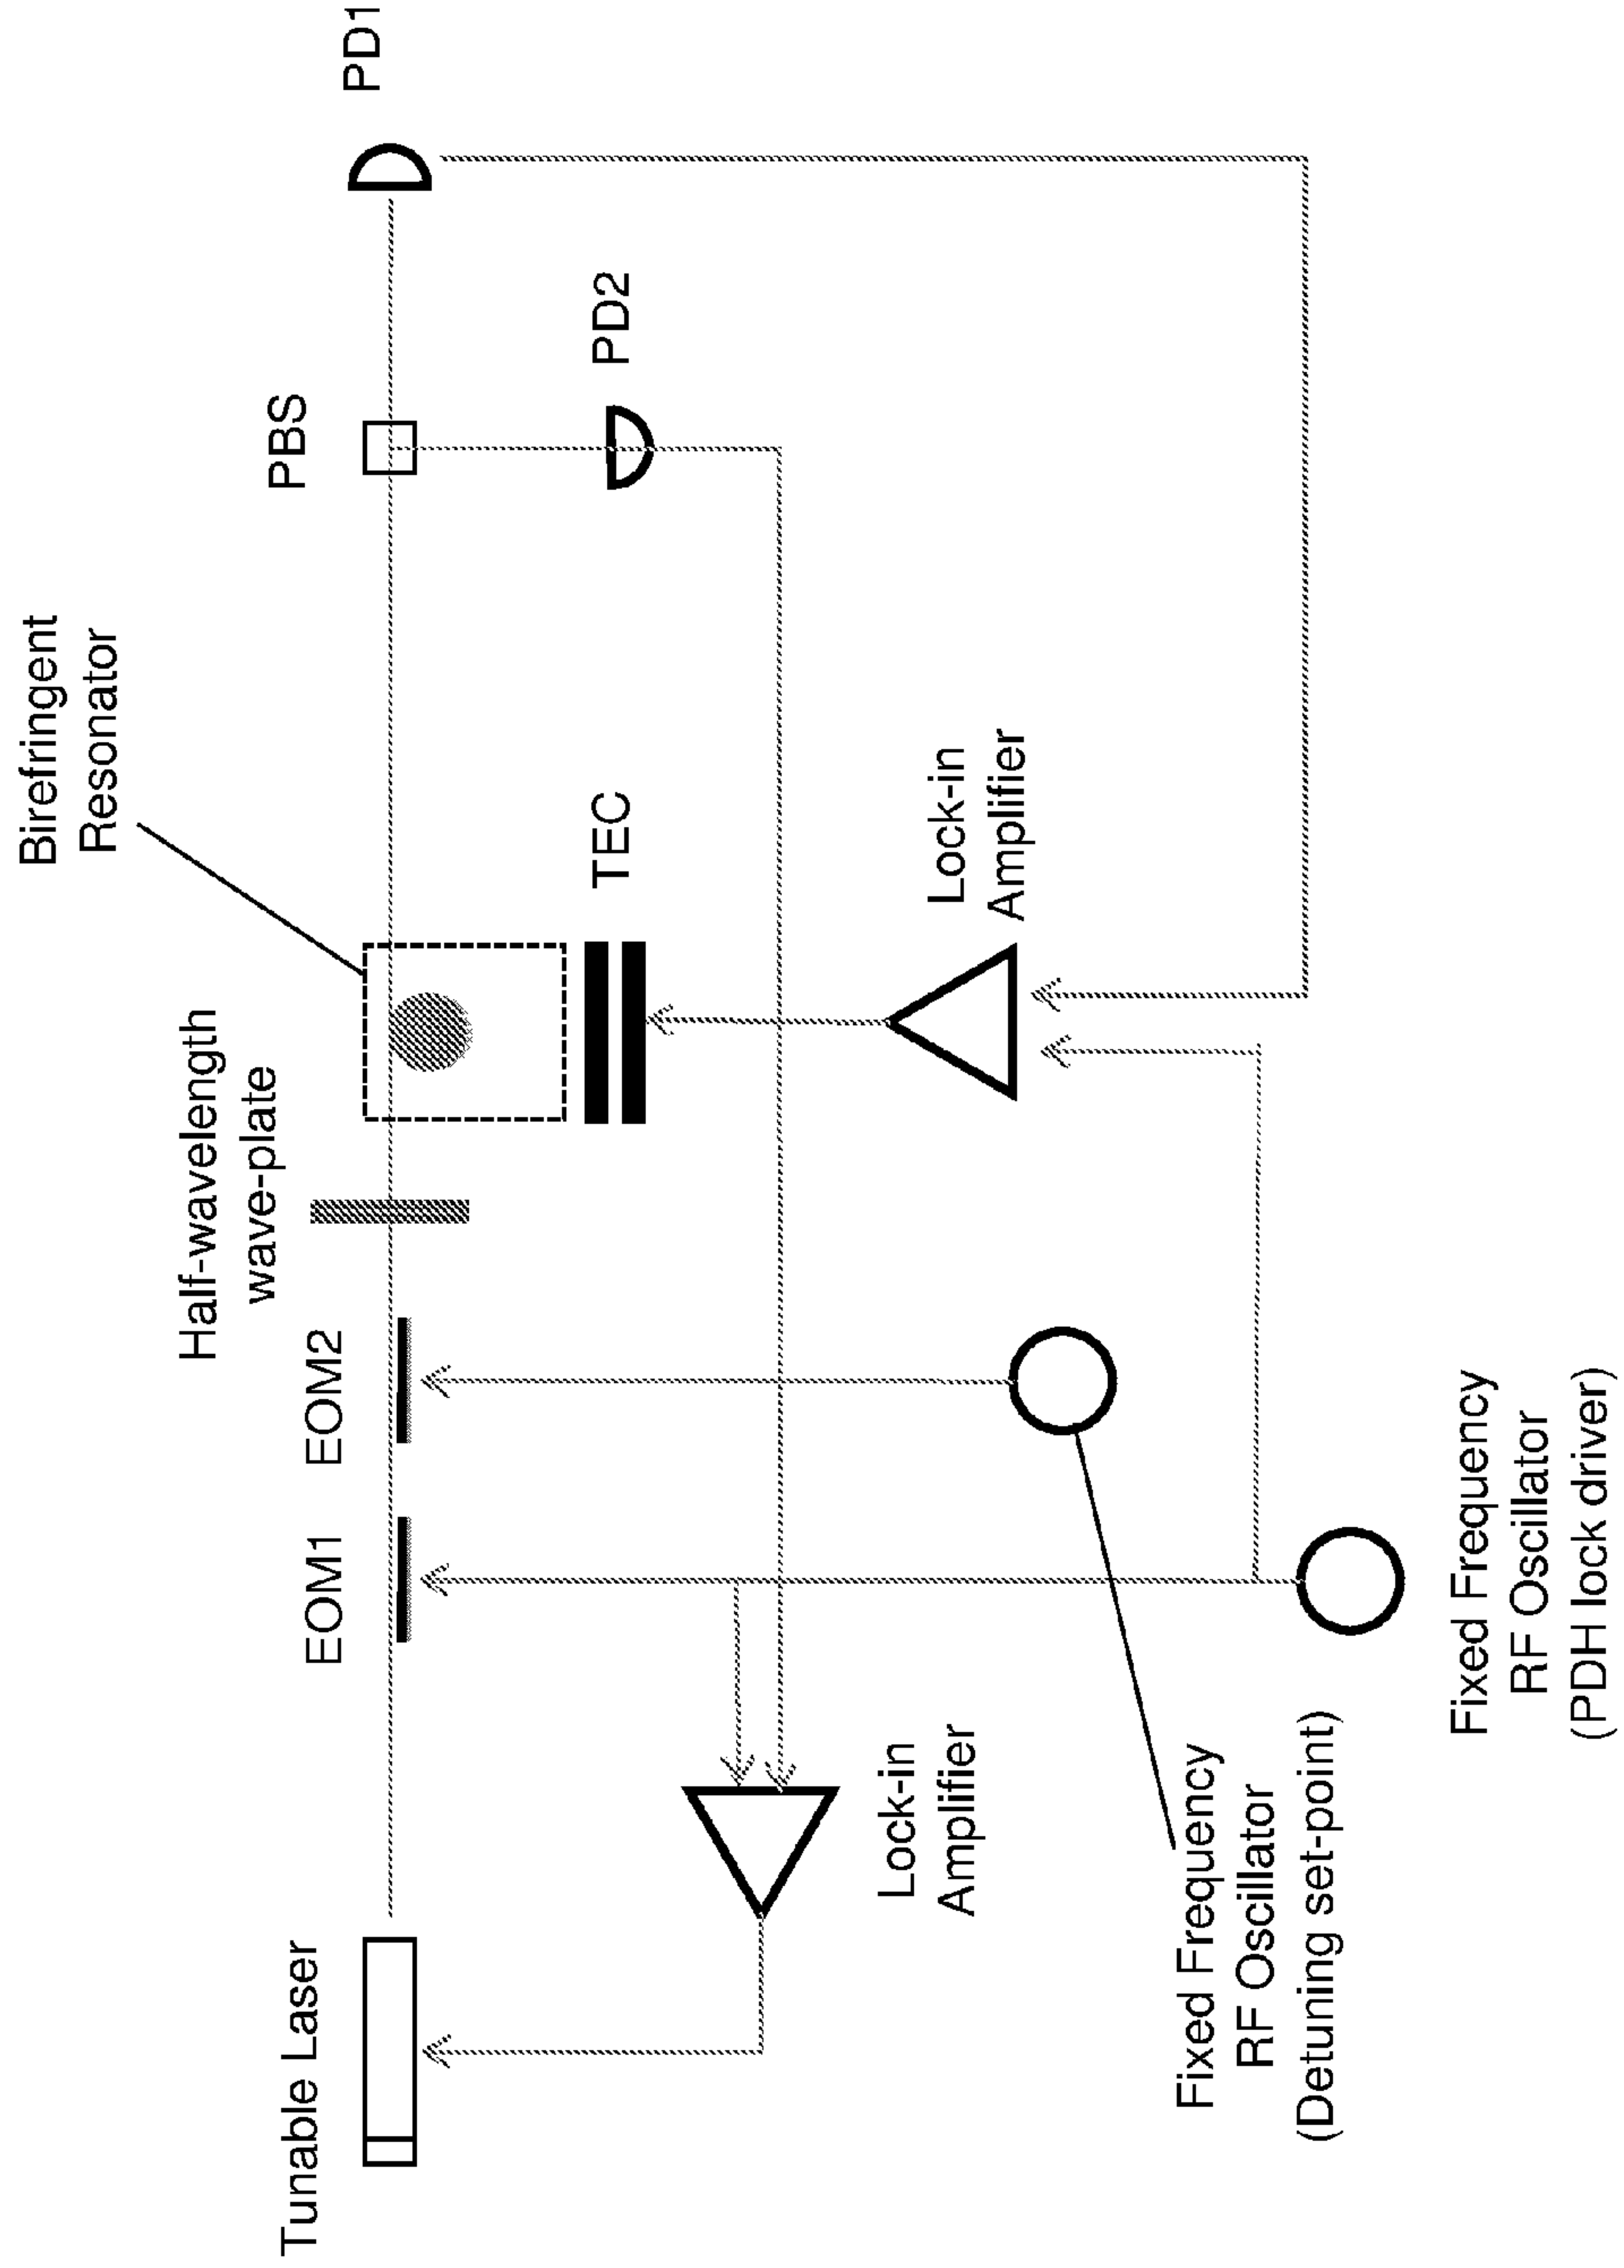 Tunable Laser
EOM1
EOM2
Half-wavelength
wave-plate
Birefringent
Resonator
PBS
PD1
TEC
PD2
Lock-in
Amplifier
Lock-in
Amplifier
Fixed Frequency
RF Oscillator
(Detuning set-point)
Fixed Frequency
RF Oscillator
(PDH lock driver)